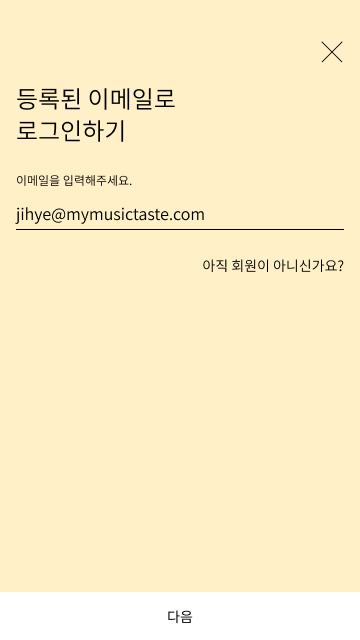 등록된 이메일로
로그인하기
이메일을 입력해주세요.
jihye@mymusictaste.com
아직 회원이 아니신가요?
다음